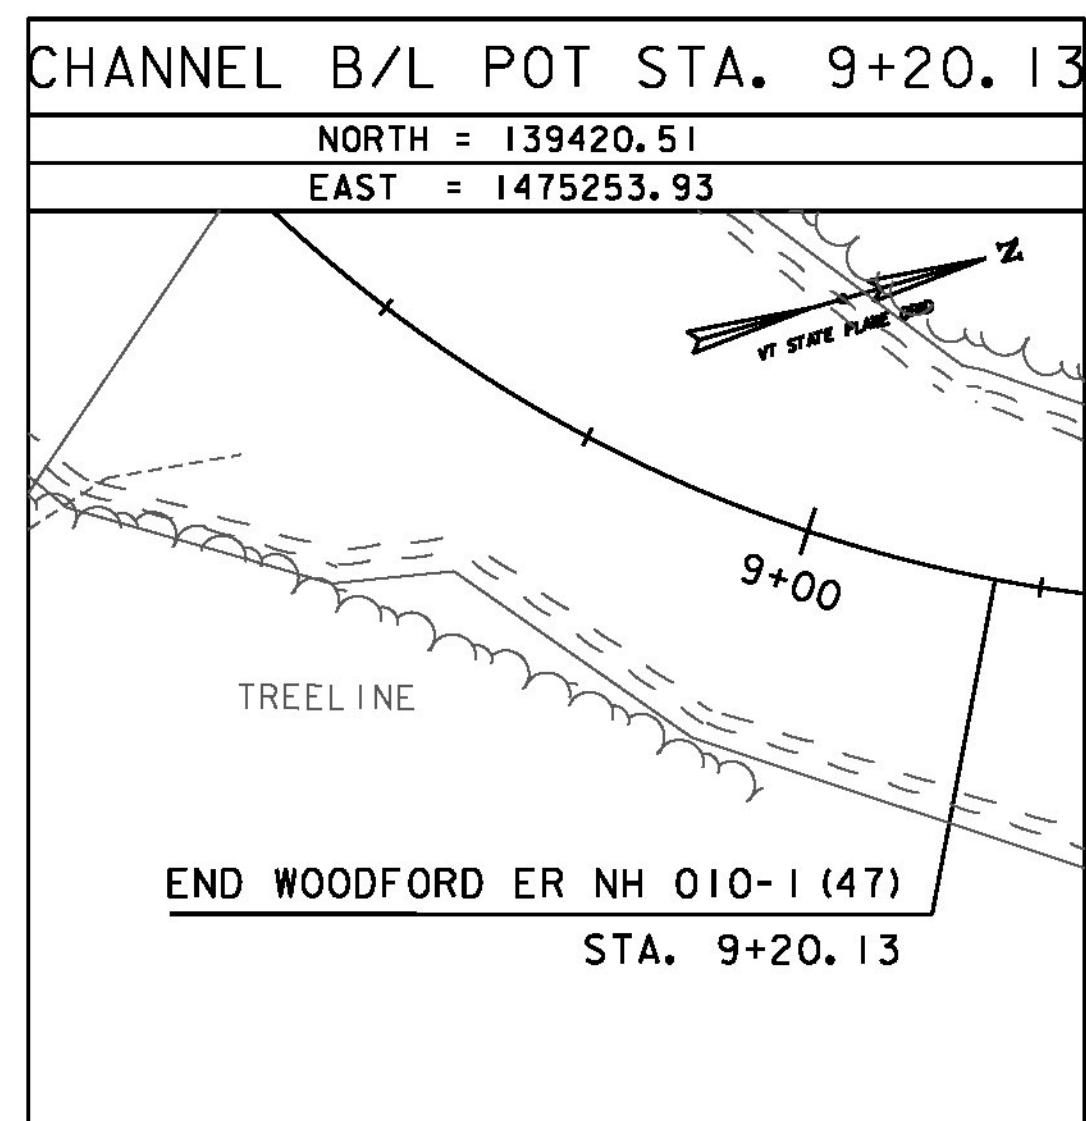 CHANNEL B/L POT STA. 9+20.13
NORTH = 139420.51
EAST = 1475253.93
N
VT STATE PLANE GRID
9+00
TREELINE
END WOODFORD ER NH 010-1(47)
STA. 9+20.13